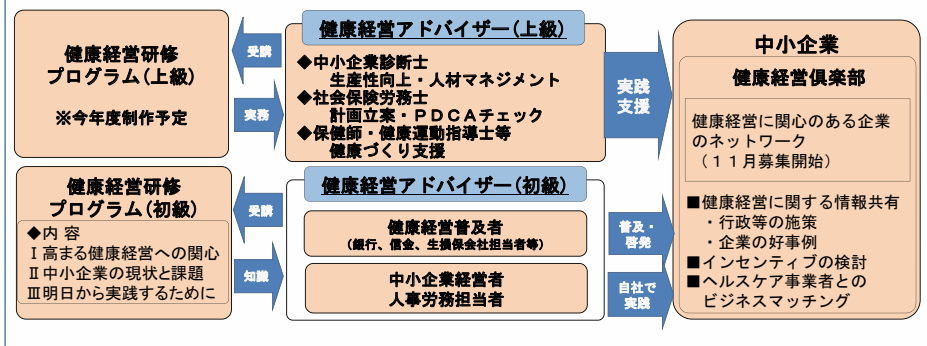 健康経営研修
プログラム(上級)
※今年度制作予定
受講
実務
健康経営アドバイザー(上級)
◆中小企業診断士
生産性向上・人材マネジメント
◆社会保険労務士
計画立案・PDCAチェック
◆保健師・健康運動指導士等
健康づくり支援
実践
支援
健康経営研修
プログラム(初級)
◆内 容
Ⅰ高まる健康経営への関心
Ⅱ中小企業の現状と課題
Ⅲ明日から実践するために
受講
知識
健康経営アドバイザー(初級)
健康経営普及者
(銀行、信金、生損保会社担当者等)
中小企業経営者
人事労務担当者
普及・
啓発
自社で
実践
中小企業
健康経営倶楽部
健康経営に関心のある企業
のネットワーク
(11月募集開始)
■健康経営に関する情報共有
・行政等の施策
・企業の好事例
■インセンティブの検討
■ヘルスケア事業者との
ビジネスマッチング